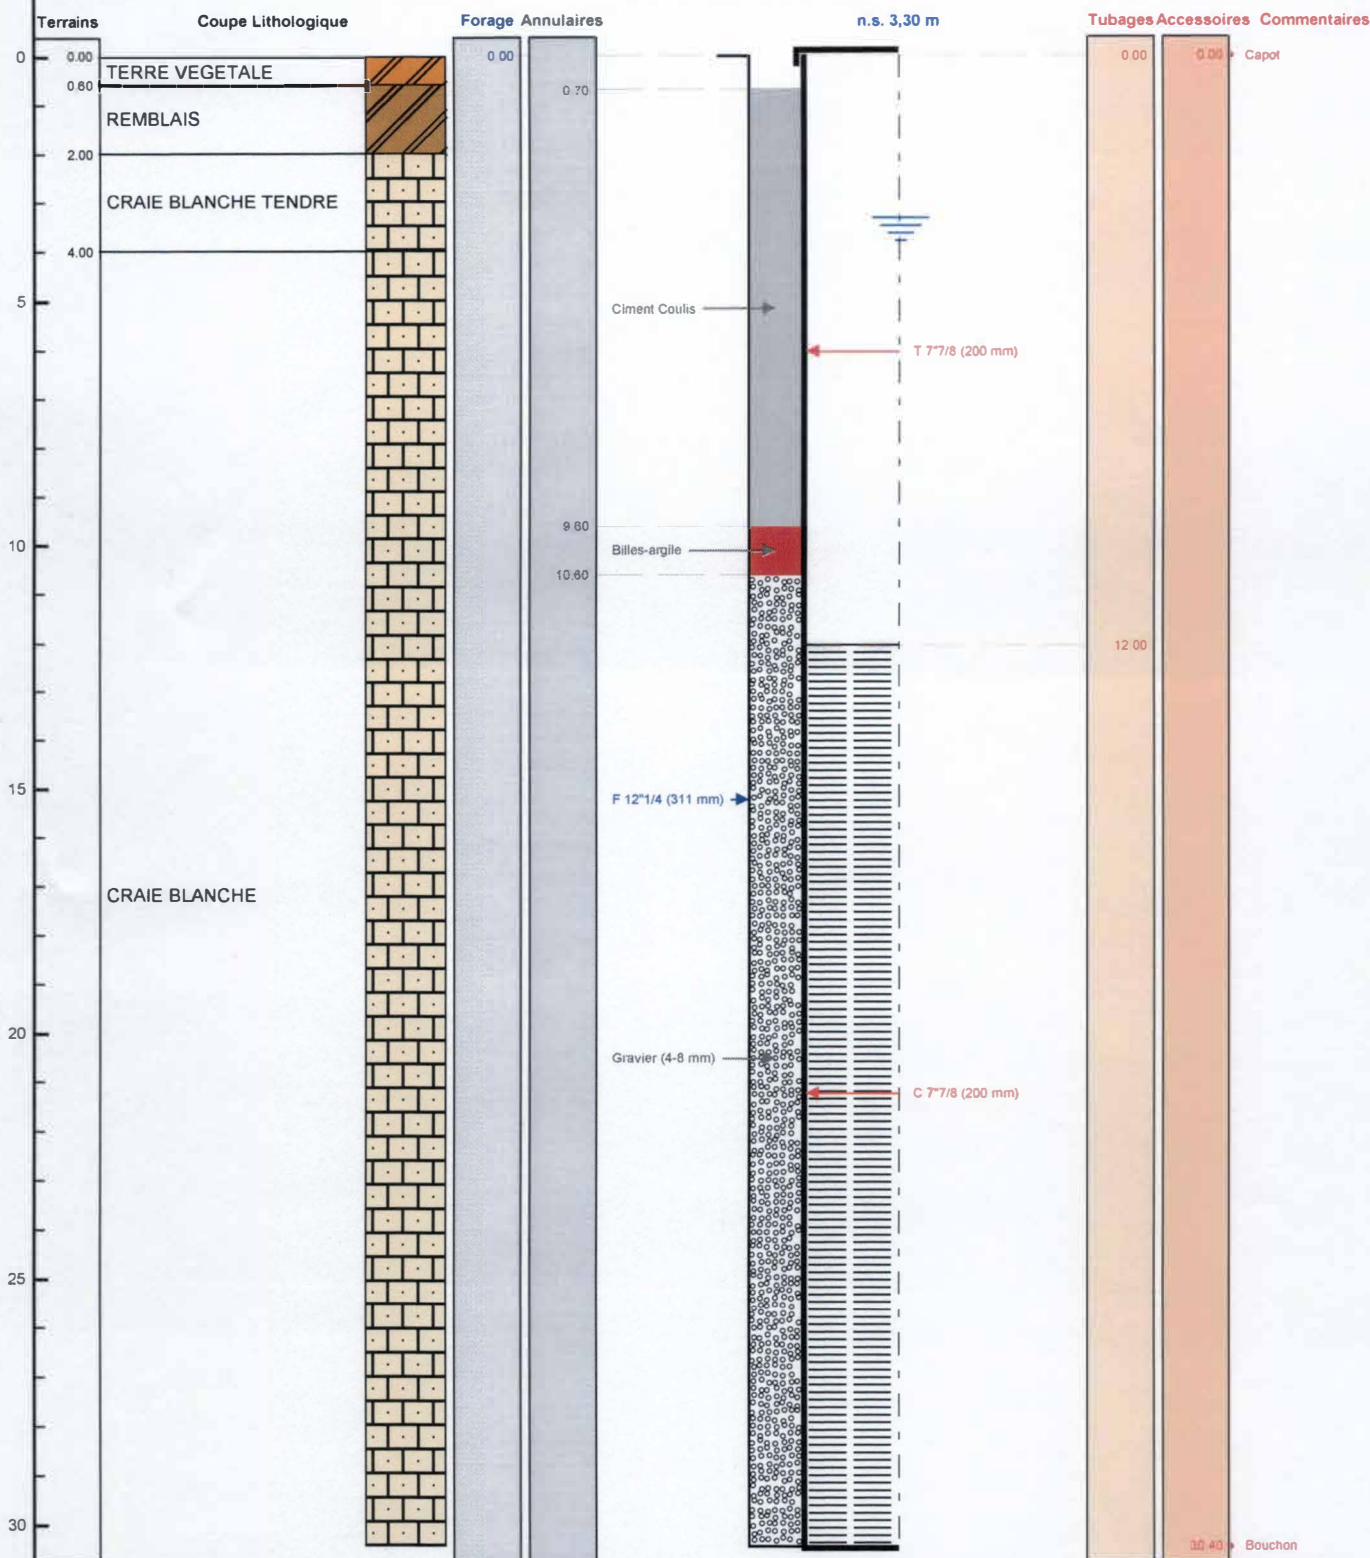 Terrains Coupe Lithologique Forage Annulaires n.s. 3,30 m Tubages Accessoires Commentaires
0 0.00 0.00 0.00 0.00 Capot
TERRE VEGETALE
0.60 0.70
REMBLAIS
2.00
CRAIE BLANCHE TENDRE
4.00
5
Ciment Coulis
T 7"7/8 (200 mm)
9.60
10 Billes-argile
10.60
12.00
15
F 12"1/4 (311 mm)
CRAIE BLANCHE
20
Gravier (4-8 mm)
C 7"7/8 (200 mm)
25
30
30.40 Bouchon